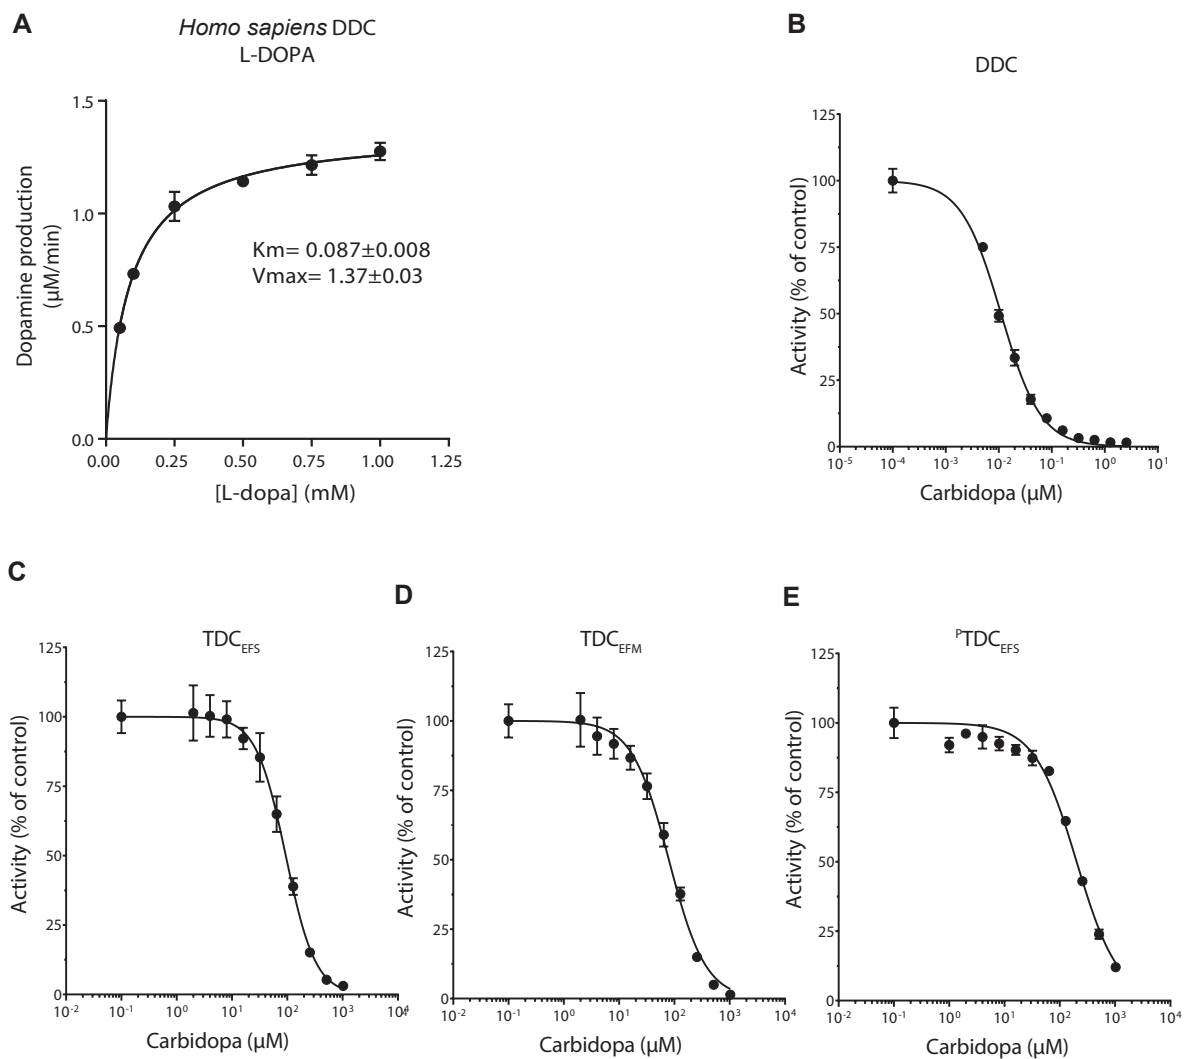 A
Homo sapiens DDC
L-DOPA
1.5
1.0
0.5
0.0
0.00 0.25 0.50 0.75 1.00 1.25
Dopamine production
(µM/min)
[L-dopa] (mM)
Km= 0.087±0.008
Vmax= 1.37±0.03
B
DDC
125
100
75
50
25
0
10-5 10-4 10-3 10-2 10-1 100 101
Activity (% of control)
Carbidopa (µM)
C
TDCEFS
125
100
75
50
25
0
10-2 10-1 100 101 102 103 104
Activity (% of control)
Carbidopa (µM)
D
TDCEFM
125
100
75
50
25
0
10-2 10-1 100 101 102 103 104
Activity (% of control)
Carbidopa (µM)
E
PTDCEFS
125
100
75
50
25
0
10-2 10-1 100 101 102 103 104
Activity (% of control)
Carbidopa (µM)